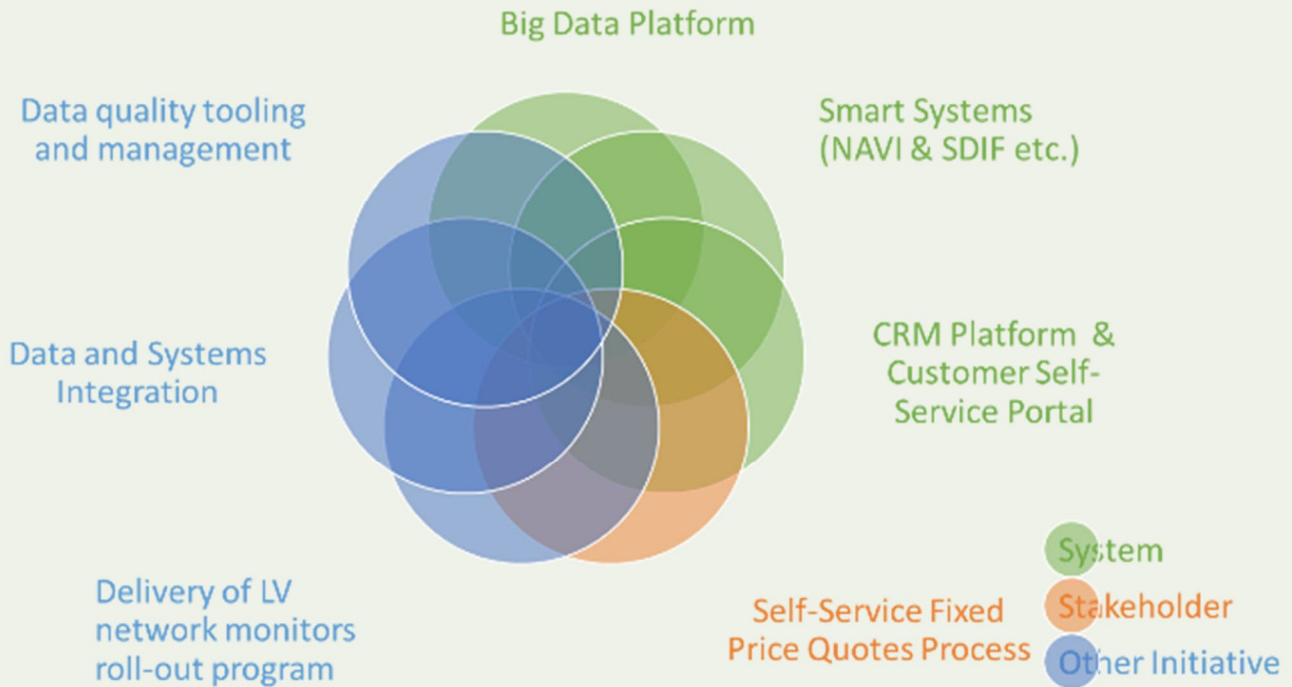 Big Data Platform
Data quality tooling
and management
Smart Systems
(NAVI & SDIF etc.)
Data and Systems
Integration
CRM Platform &
Customer Self-
Service Portal
Delivery of LV
network monitors
roll-out program
Self-Service Fixed
Price Quotes Process
System
Stakeholder
Other Initiative